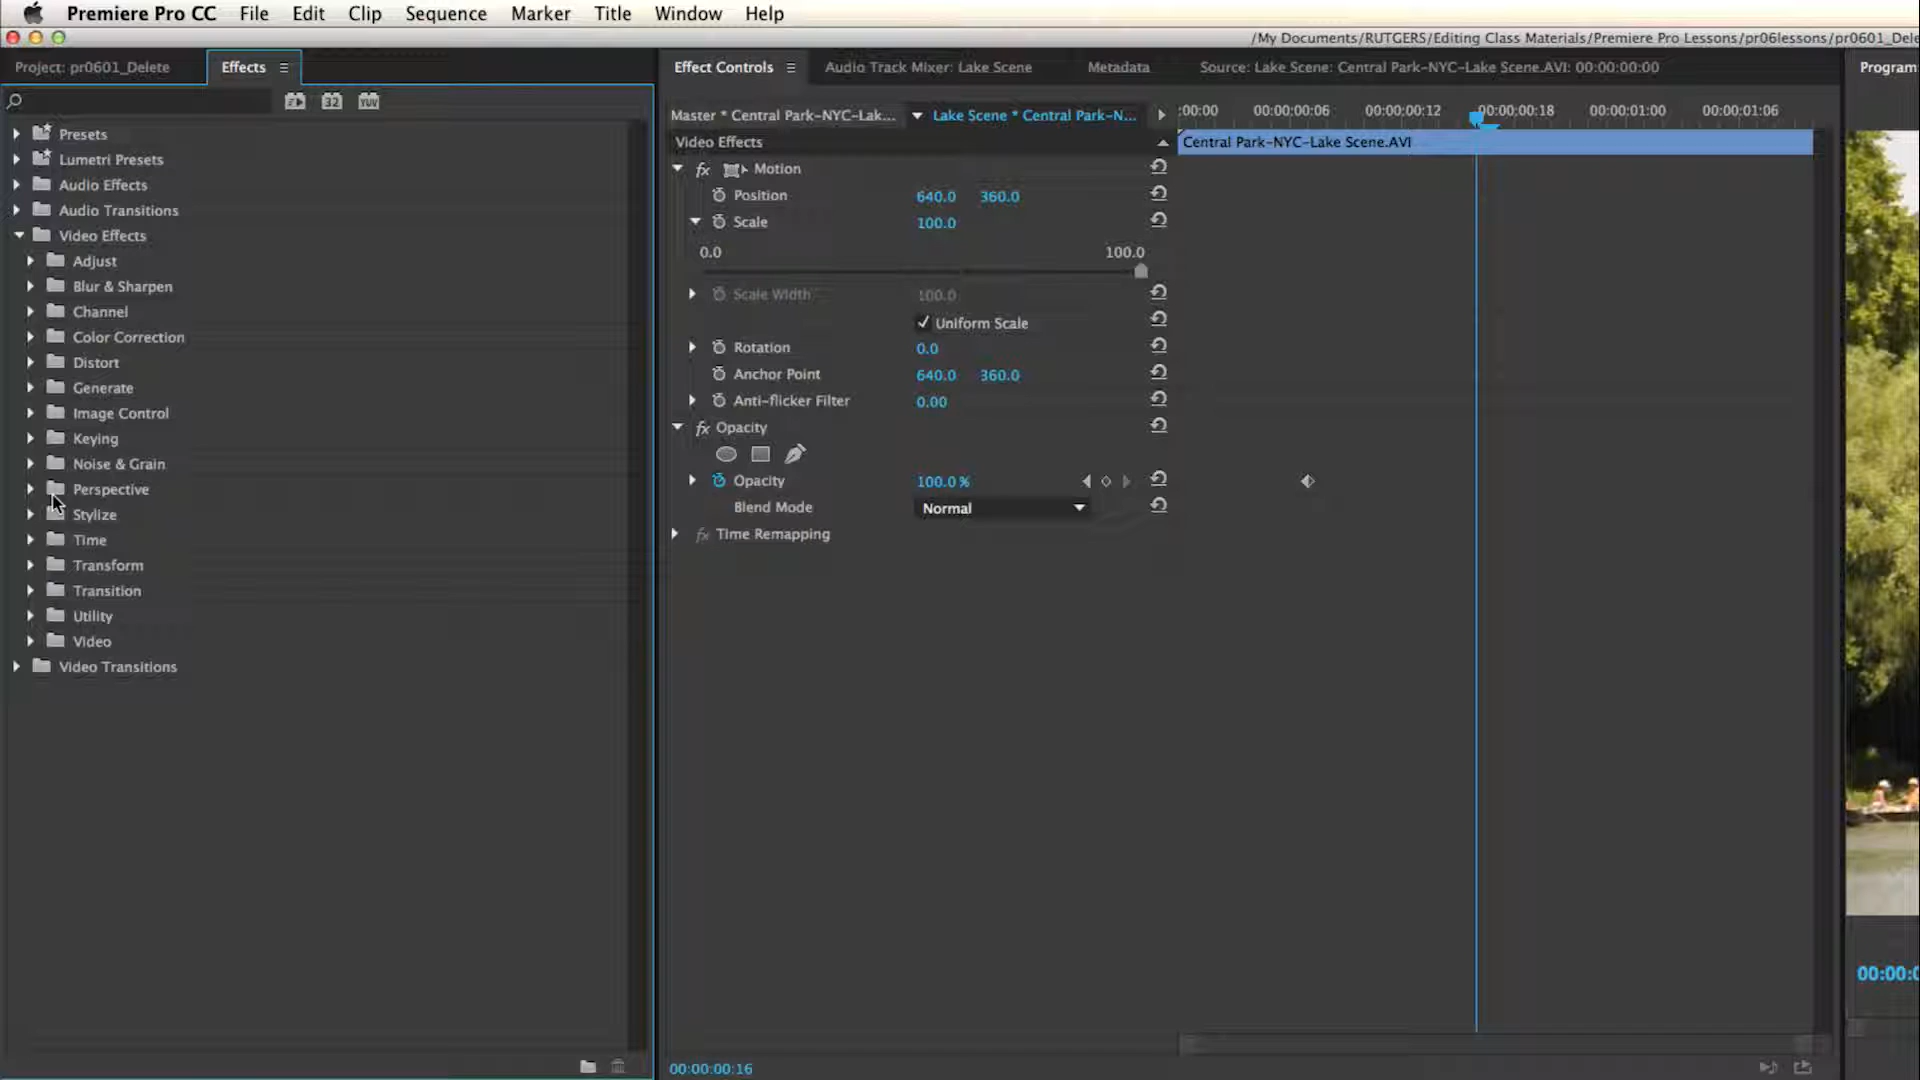 Premiere Pro CC File Edit Clip Sequence Marker Title Window Help
/My Documents/RUTGERS/Editing Class Materials/Premiere Pro Lessons/pr06lessons/pr0601_Dele
Project: pr0601_Delete Effects
Effect Controls Audio Track Mixer: Lake Scene Metadata Source: Lake Scene: Central Park-NYC-Lake Scene.AVI: 00:00:00:00 Program
32 YUV
Presets
Lumetri Presets
Audio Effects
Audio Transitions
Video Effects
Adjust
Blur & Sharpen
Channel
Color Correction
Distort
Generate
Image Control
Keying
Noise & Grain
Perspective
Stylize
Time
Transform
Transition
Utility
Video
Video Transitions
Master * Central Park-NYC-Lak... Lake Scene * Central Park-N...
Video Effects
fx Motion
Position 640.0 360.0
Scale 100.0
0.0 100.0
Scale Width 100.0
Uniform Scale
Rotation 0.0
Anchor Point 640.0 360.0
Anti-flicker Filter 0.00
fx Opacity
Opacity 100.0 %
Blend Mode Normal
fx Time Remapping
:00:00 00:00:00:06 00:00:00:12 00:00:00:18 00:00:01:00 00:00:01:06
Central Park-NYC-Lake Scene.AVI
00:00:00:16
00:00:0